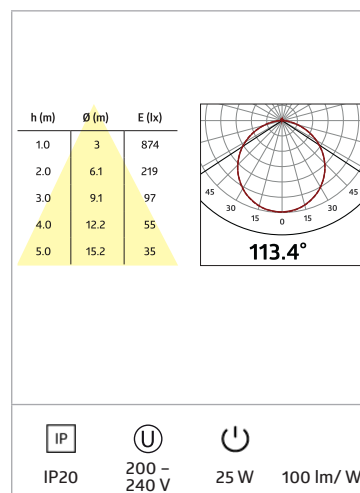 h (m) Ø (m) E (lx)
1.0 3 874
2.0 6.1 219
3.0 9.1 97
4.0 12.2 55
5.0 15.2 35
45 45
30 15 0 15 30
113.4°
IP U
IP20 200 – 240 V 25 W 100 lm/ W